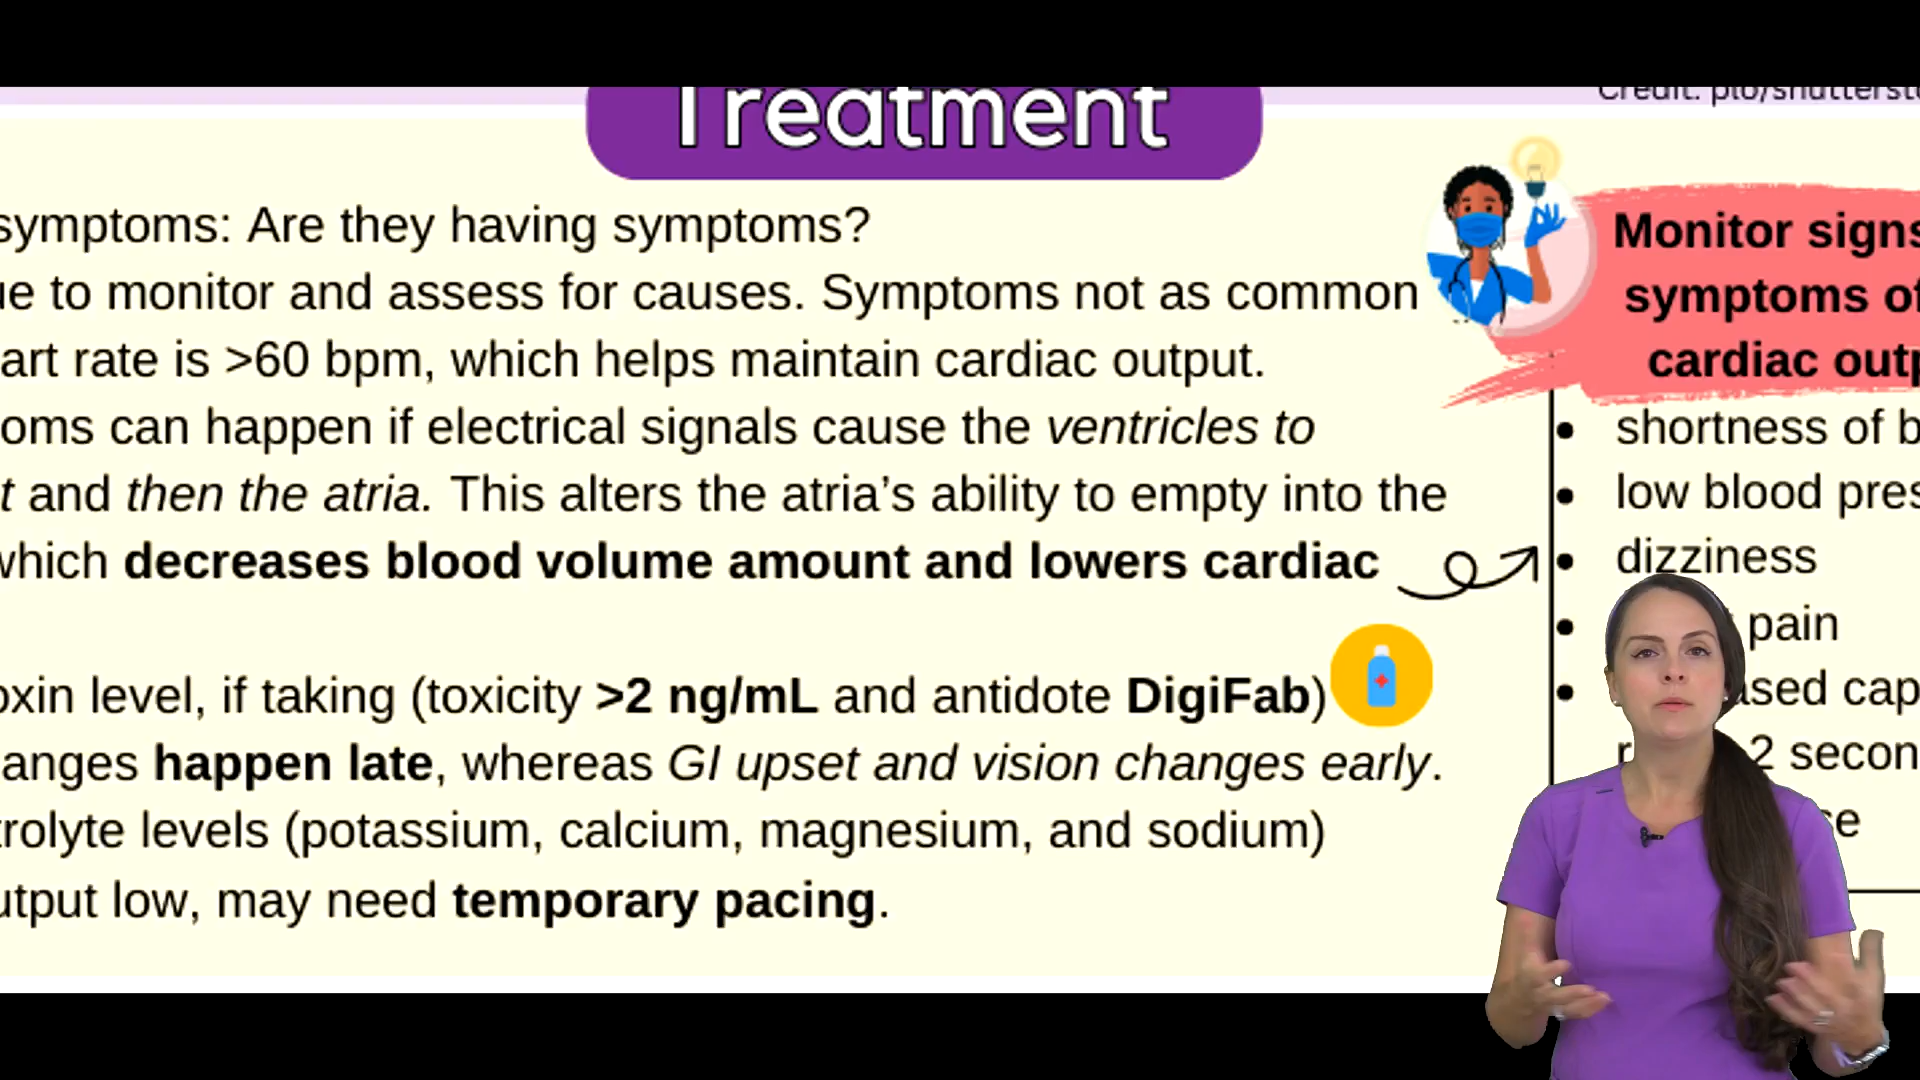 Treatment
Credit: pto/shutterst
symptoms: Are they having symptoms?
ue to monitor and assess for causes. Symptoms not as common
art rate is >60 bpm, which helps maintain cardiac output.
oms can happen if electrical signals cause the ventricles to
t and then the atria. This alters the atria’s ability to empty into the
which decreases blood volume amount and lowers cardiac
oxin level, if taking (toxicity >2 ng/mL and antidote DigiFab)
anges happen late, whereas GI upset and vision changes early.
rolyte levels (potassium, calcium, magnesium, and sodium)
utput low, may need temporary pacing.
Monitor signs
symptoms of
cardiac outp
shortness of b
low blood pres
dizziness
pain
ased cap
2 secon
se